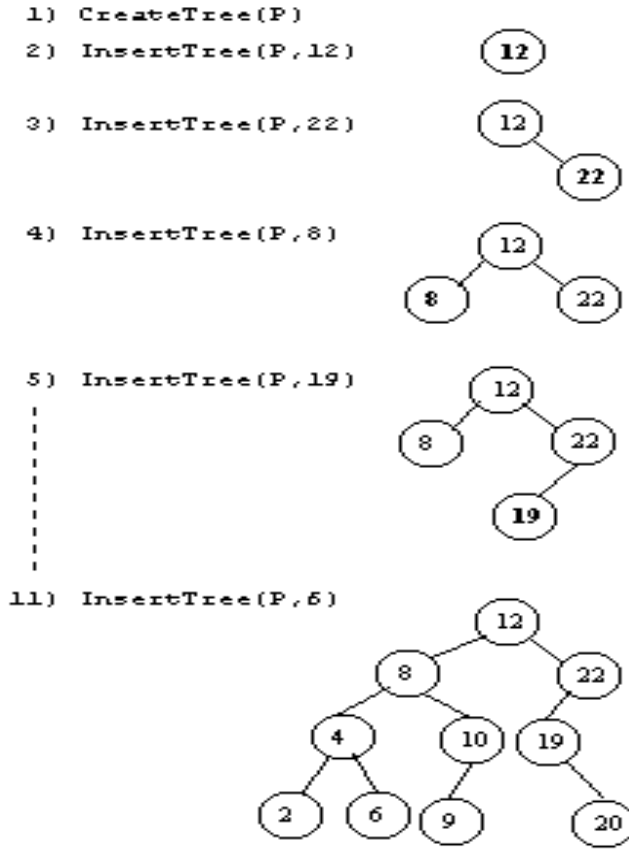 1) CreateTree(P)
2) InsertTree(P,12)
12
3) InsertTree(P,22)
12
22
4) InsertTree(P,8)
12
8 22
5) InsertTree(P,19)
12
8 22
19
11) InsertTree(P,6)
12
8 22
4 10 19
2 6 9 20